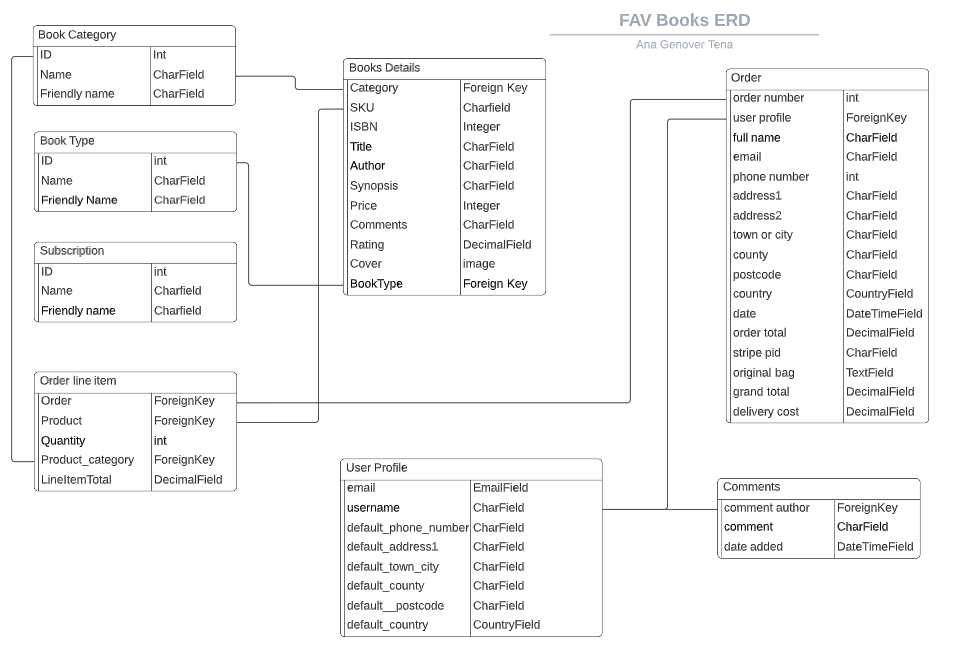 FAV Books ERD
Ana Genover Tena
Book Category
ID Int
Name CharField
Friendly name CharField
Book Type
ID int
Name CharField
Friendly Name CharField
Subscription
ID int
Name Charfield
Friendly name Charfield
Order line item
Order ForeignKey
Product ForeignKey
Quantity int
Product_category ForeignKey
LineItemTotal DecimalField
Books Details
Category Foreign Key
SKU Charfield
ISBN Integer
Title CharField
Author CharField
Synopsis CharField
Price Integer
Comments CharField
Rating DecimalField
Cover image
BookType Foreign Key
User Profile
email EmailField
username CharField
default_phone_number CharField
default_address1 CharField
default_town_city CharField
default_county CharField
default__postcode CharField
default_country CountryField
Order
order number int
user profile ForeignKey
full name CharField
email CharField
phone number int
address1 CharField
address2 CharField
town or city CharField
county CharField
postcode CharField
country CountryField
date DateTimeField
order total DecimalField
stripe pid CharField
original bag TextField
grand total DecimalField
delivery cost DecimalField
Comments
comment author ForeignKey
comment CharField
date added DateTimeField